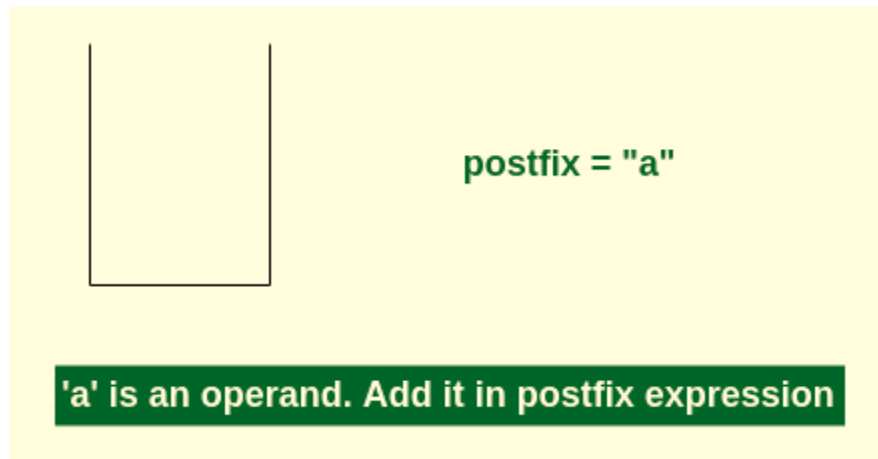 postfix = "a"
'a' is an operand. Add it in postfix expression